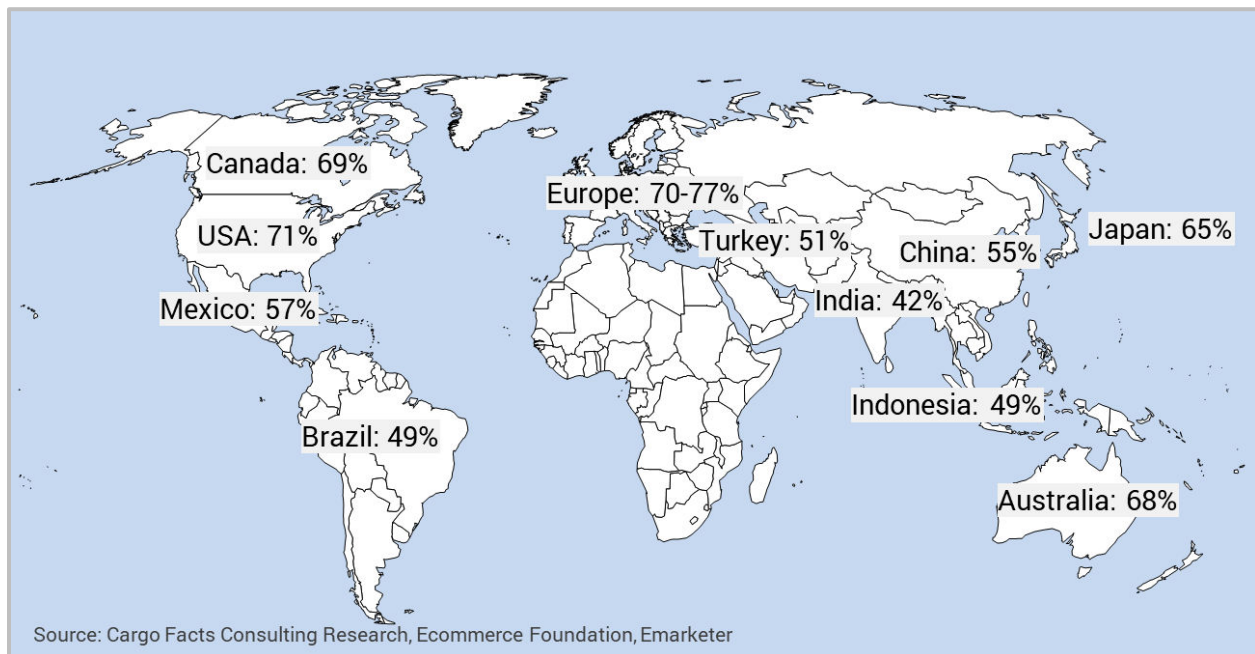 Canada: 69%
Europe: 70-77%
USA: 71%
Turkey: 51%
China: 55%
Japan: 65%
Mexico: 57%
India: 42%
Indonesia: 49%
Brazil: 49%
Australia: 68%
Source: Cargo Facts Consulting Research, Ecommerce Foundation, Emarketer